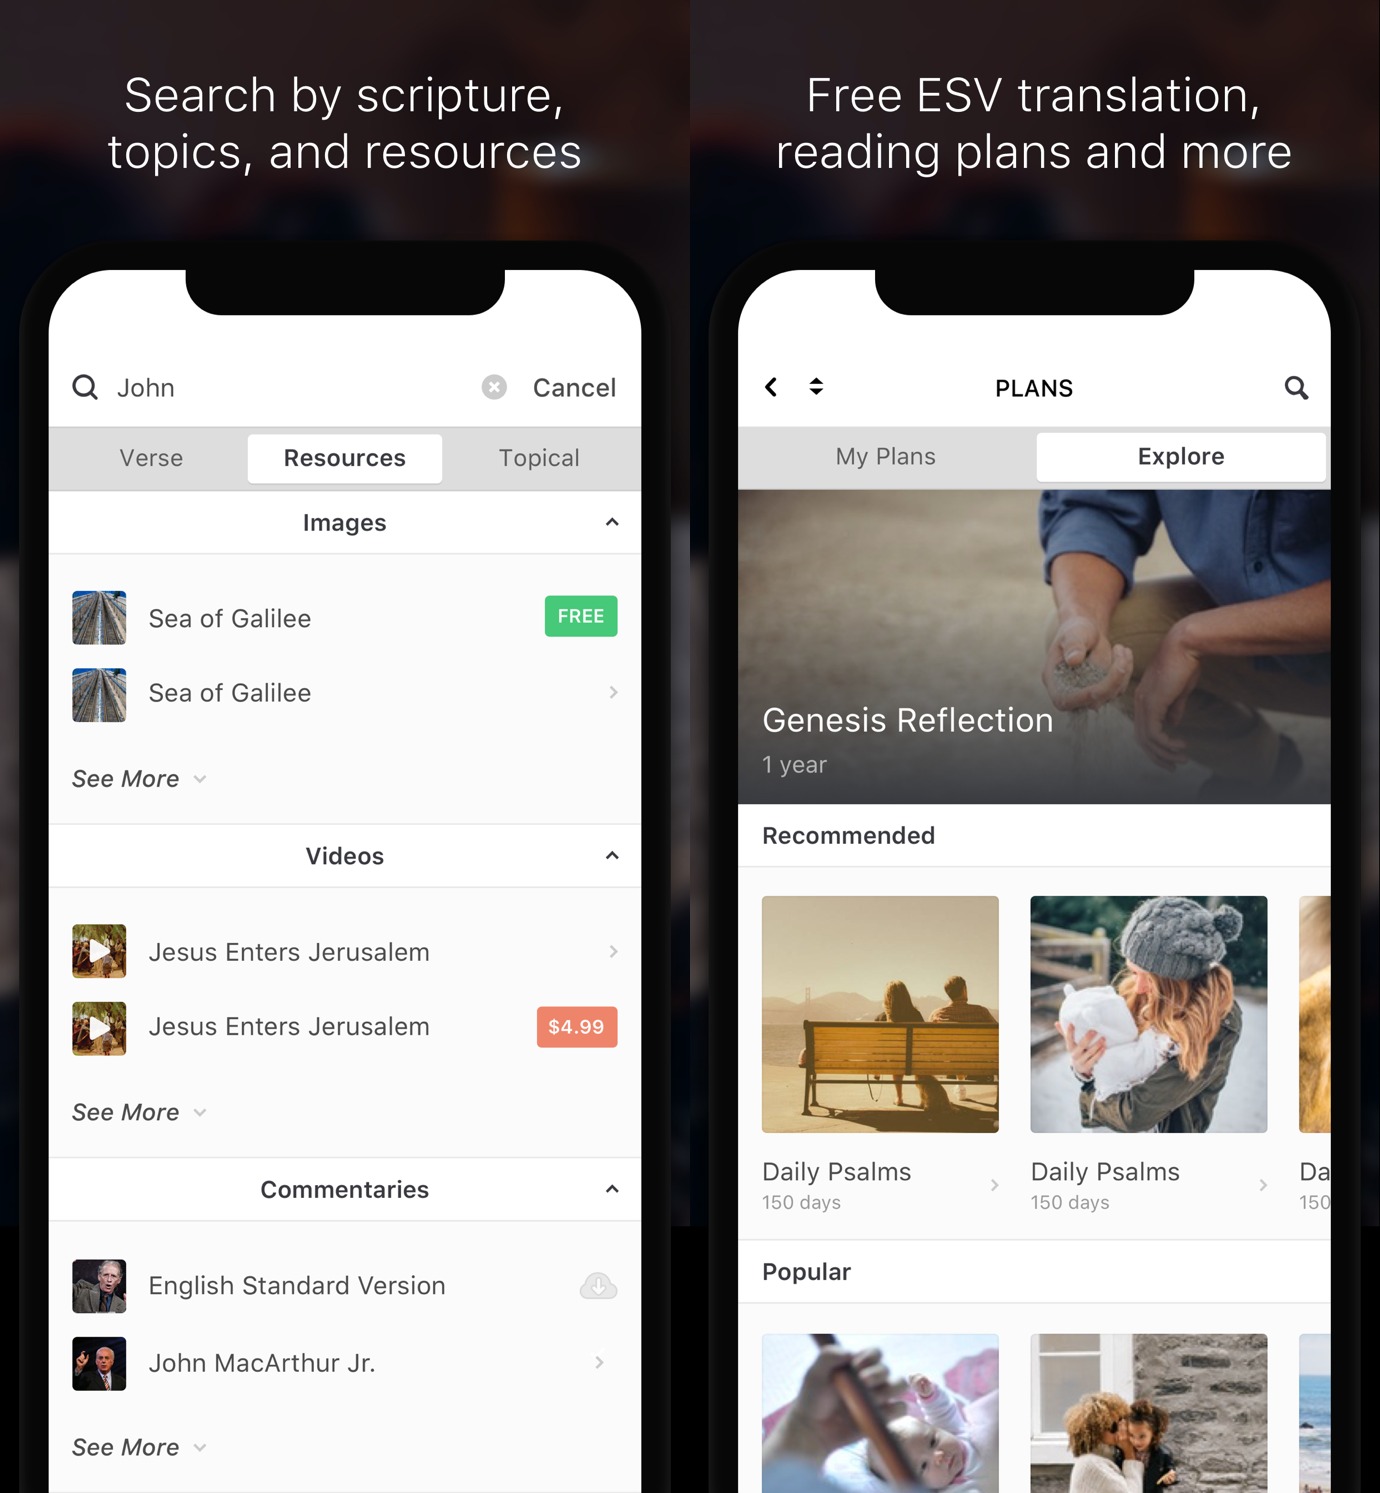 Search by scripture,
topics, and resources
John
Cancel
Verse
Resources
Topical
Images
Sea of Galilee
FREE
Sea of Galilee
See More
Videos
Jesus Enters Jerusalem
Jesus Enters Jerusalem
$4.99
See More
Commentaries
English Standard Version
John MacArthur Jr.
See More
Free ESV translation,
reading plans and more
PLANS
My Plans
Explore
Genesis Reflection
1 year
Recommended
Daily Psalms
150 days
Daily Psalms
150 days
Da
150
Popular